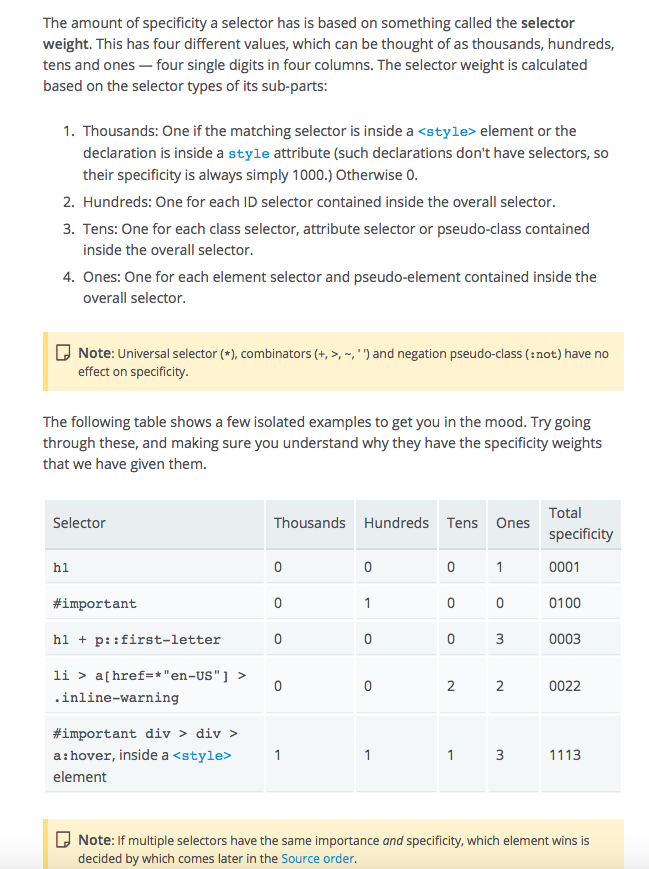 The amount of specificity a selector has is based on something called the selector
weight. This has four different values, which can be thought of as thousands, hundreds,
tens and ones — four single digits in four columns. The selector weight is calculated
based on the selector types of its sub-parts:
1. Thousands: One if the matching selector is inside a <style> element or the
declaration is inside a style attribute (such declarations don't have selectors, so
their specificity is always simply 1000.) Otherwise 0.
2. Hundreds: One for each ID selector contained inside the overall selector.
3. Tens: One for each class selector, attribute selector or pseudo-class contained
inside the overall selector.
4. Ones: One for each element selector and pseudo-element contained inside the
overall selector.
Note: Universal selector (*), combinators (+, >, ~, ' ') and negation pseudo-class (:not) have no
effect on specificity.
The following table shows a few isolated examples to get you in the mood. Try going
through these, and making sure you understand why they have the specificity weights
that we have given them.
Selector Thousands Hundreds Tens Ones Total specificity
h1 0 0 0 1 0001
#important 0 1 0 0 0100
h1 + p::first-letter 0 0 0 3 0003
li > a[href=*"en-US"] >
.inline-warning 0 0 2 2 0022
#important div > div >
a:hover, inside a <style> 1 1 1 3 1113
element
Note: If multiple selectors have the same importance and specificity, which element wins is
decided by which comes later in the Source order.